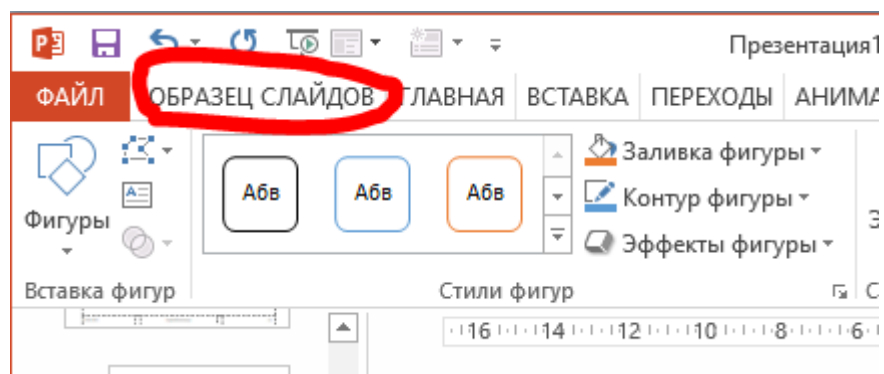 Презентация1
ФАЙЛ ОБРАЗЕЦ СЛАЙДОВ ГЛАВНАЯ ВСТАВКА ПЕРЕХОДЫ АНИМА
Абв Абв Абв Заливка фигуры
Контур фигуры
Фигуры Эффекты фигуры
Вставка фигур Стили фигур
16 14 12 10 8 6